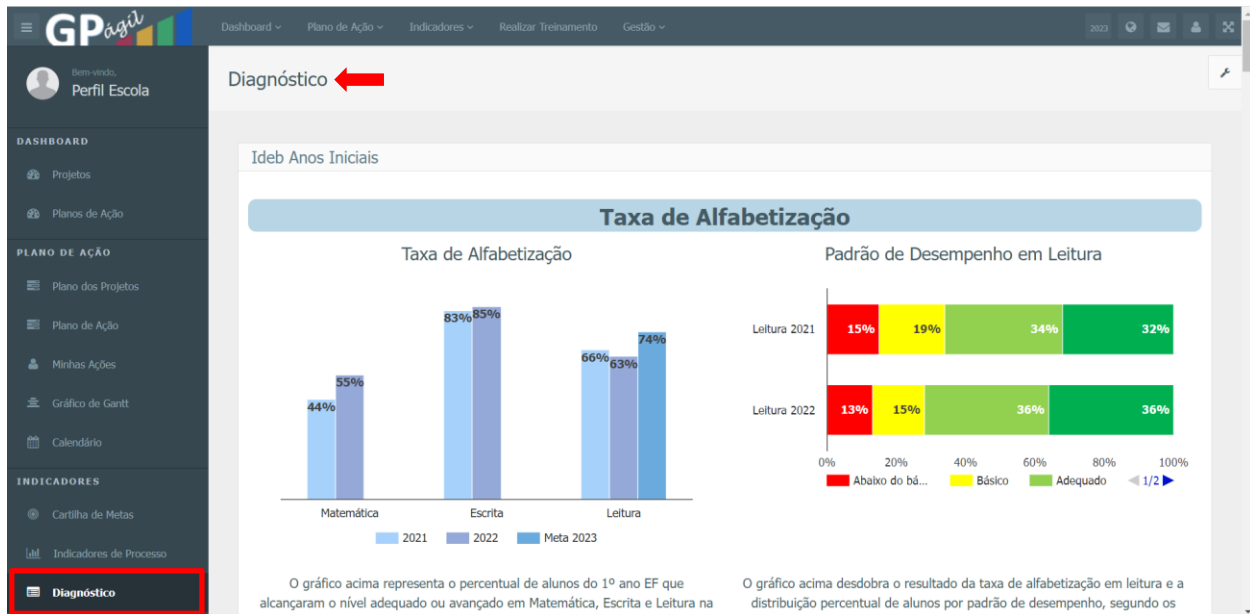 GPágil
Dashboard Plano de Ação Indicadores Realizar Treinamento Gestão 2023
Bem-vindo,
Perfil Escola
DASHBOARD
Projetos
Planos de Ação
PLANO DE AÇÃO
Plano dos Projetos
Plano de Ação
Minhas Ações
Gráfico de Gantt
Calendário
INDICADORES
Cartilha de Metas
Indicadores de Processo
Diagnóstico
Diagnóstico
Ideb Anos Iniciais
Taxa de Alfabetização
Taxa de Alfabetização
44%
55%
83%
85%
66%
63%
74%
Matemática Escrita Leitura
2021 2022 Meta 2023
O gráfico acima representa o percentual de alunos do 1º ano EF que
alcançaram o nível adequado ou avançado em Matemática, Escrita e Leitura na
Padrão de Desempenho em Leitura
Leitura 2021 15% 19% 34% 32%
Leitura 2022 13% 15% 36% 36%
0% 20% 40% 60% 80% 100%
Abaixo do bá... Básico Adequado 1/2
O gráfico acima desdobra o resultado da taxa de alfabetização em leitura e a
distribuição percentual de alunos por padrão de desempenho, segundo os